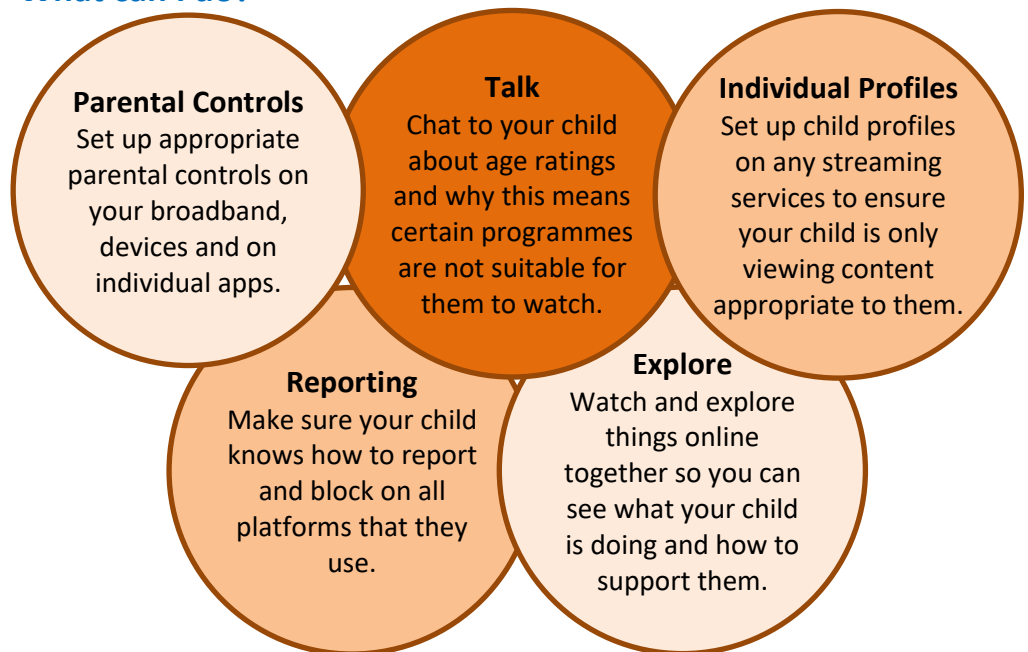 Parental Controls
Set up appropriate
parental controls on
your broadband,
devices and on
individual apps.
Talk
Chat to your child
about age ratings
and why this means
certain programmes
are not suitable for
them to watch.
Individual Profiles
Set up child profiles
on any streaming
services to ensure
your child is only
viewing content
appropriate to them.
Reporting
Make sure your child
knows how to report
and block on all
platforms that they
use.
Explore
Watch and explore
things online
together so you can
see what your child
is doing and how to
support them.